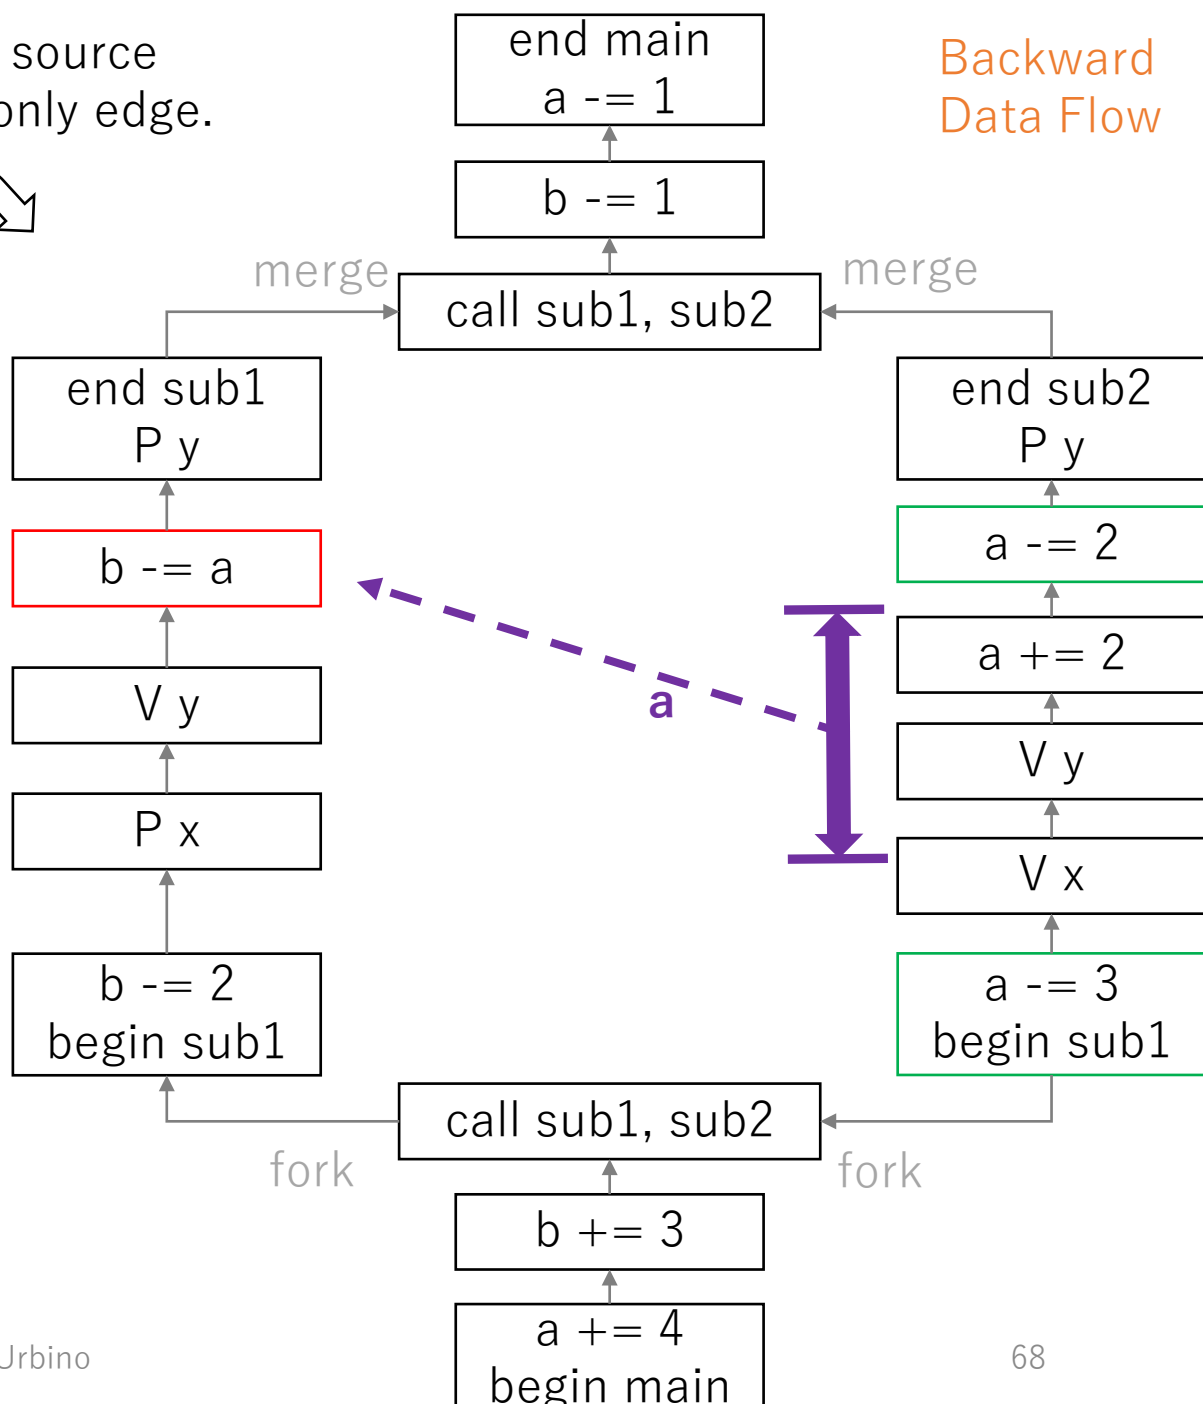 source
only edge.
Backward
Data Flow
end main
a -= 1
b -= 1
merge
call sub1, sub2
merge
end sub1
P y
end sub2
P y
b -= a
a -= 2
a += 2
a
V y
V y
P x
V x
b -= 2
begin sub1
a -= 3
begin sub1
call sub1, sub2
fork
fork
b += 3
a += 4
begin main
Urbino
68